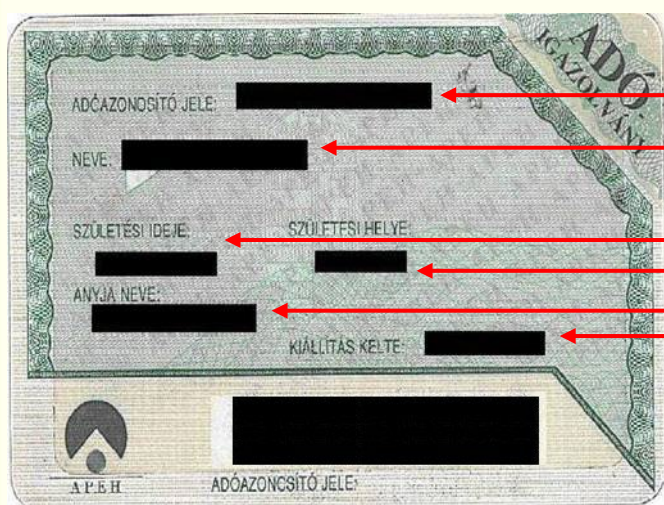 ADÓ-
IGAZOLVÁNY
ADÓAZONOSÍTÓ JELE:
NEVE:
SZÜLETÉSI IDEJE:
SZÜLETÉSI HELYE:
ANYJA NEVE:
KIÁLLÍTÁS KELTE:
APEH
ADÓAZONOSÍTÓ JELE: